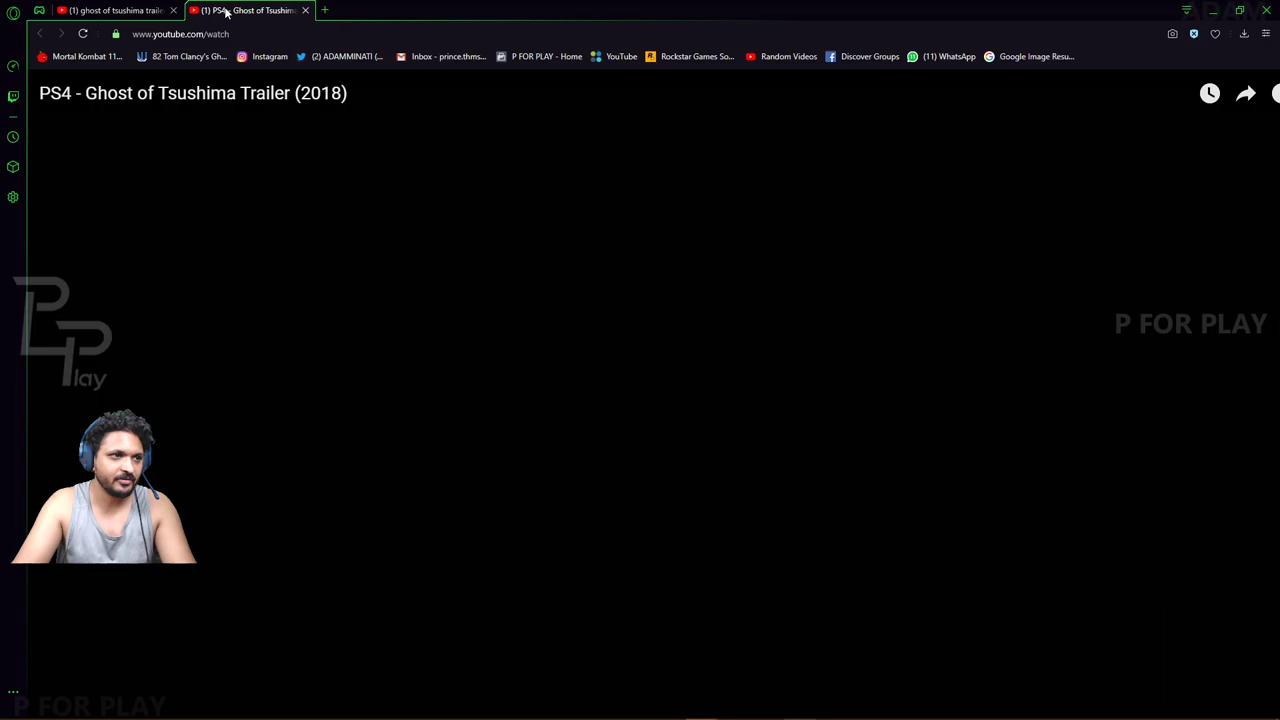 (1) ghost of tsushima traile
(1) PS4 - Ghost of Tsushima
www.youtube.com/watch
Mortal Kombat 11... 82 Tom Clancy's Gh... Instagram (2) ADAMMINATI (... Inbox - prince.thms... P FOR PLAY - Home YouTube Rockstar Games So... Random Videos Discover Groups (11) WhatsApp Google Image Resu...
PS4 - Ghost of Tsushima Trailer (2018)
P FOR PLAY
Play
P FOR PLAY